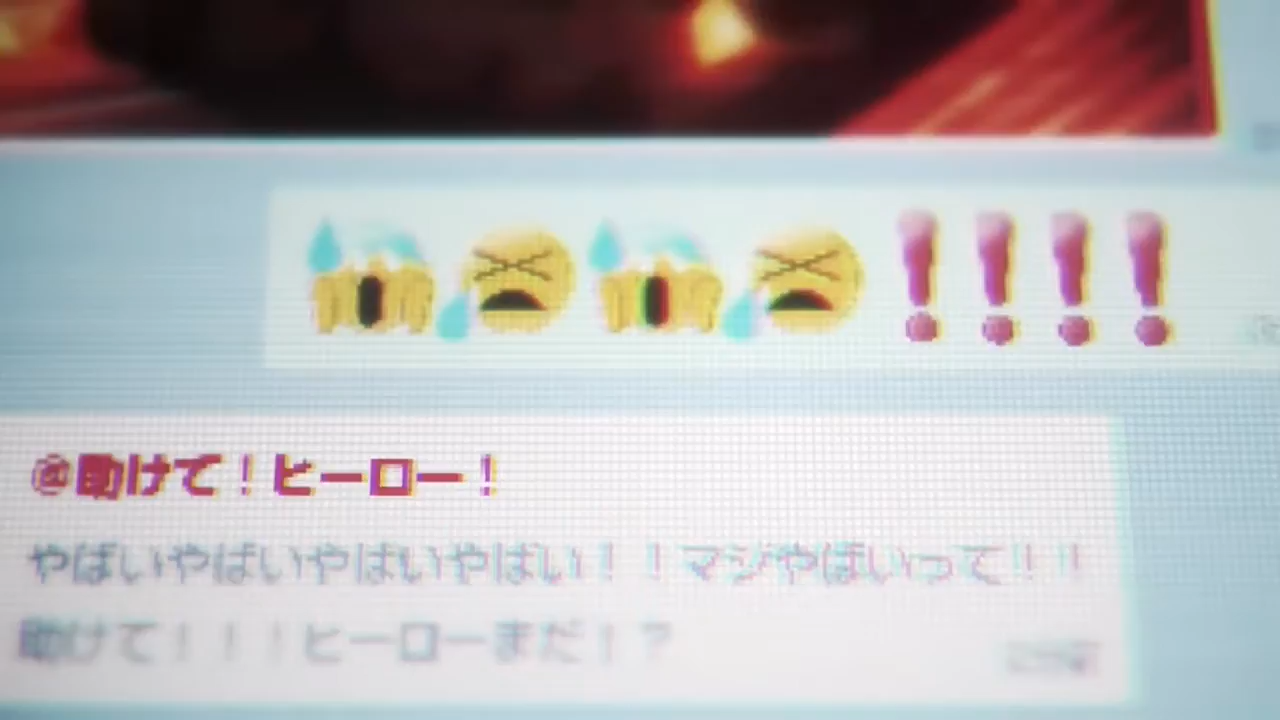 @助けて！ヒーロー！
やばいやばいやばいやばい！！マジやばいって！！
助けて！！！ヒーローまだ！？